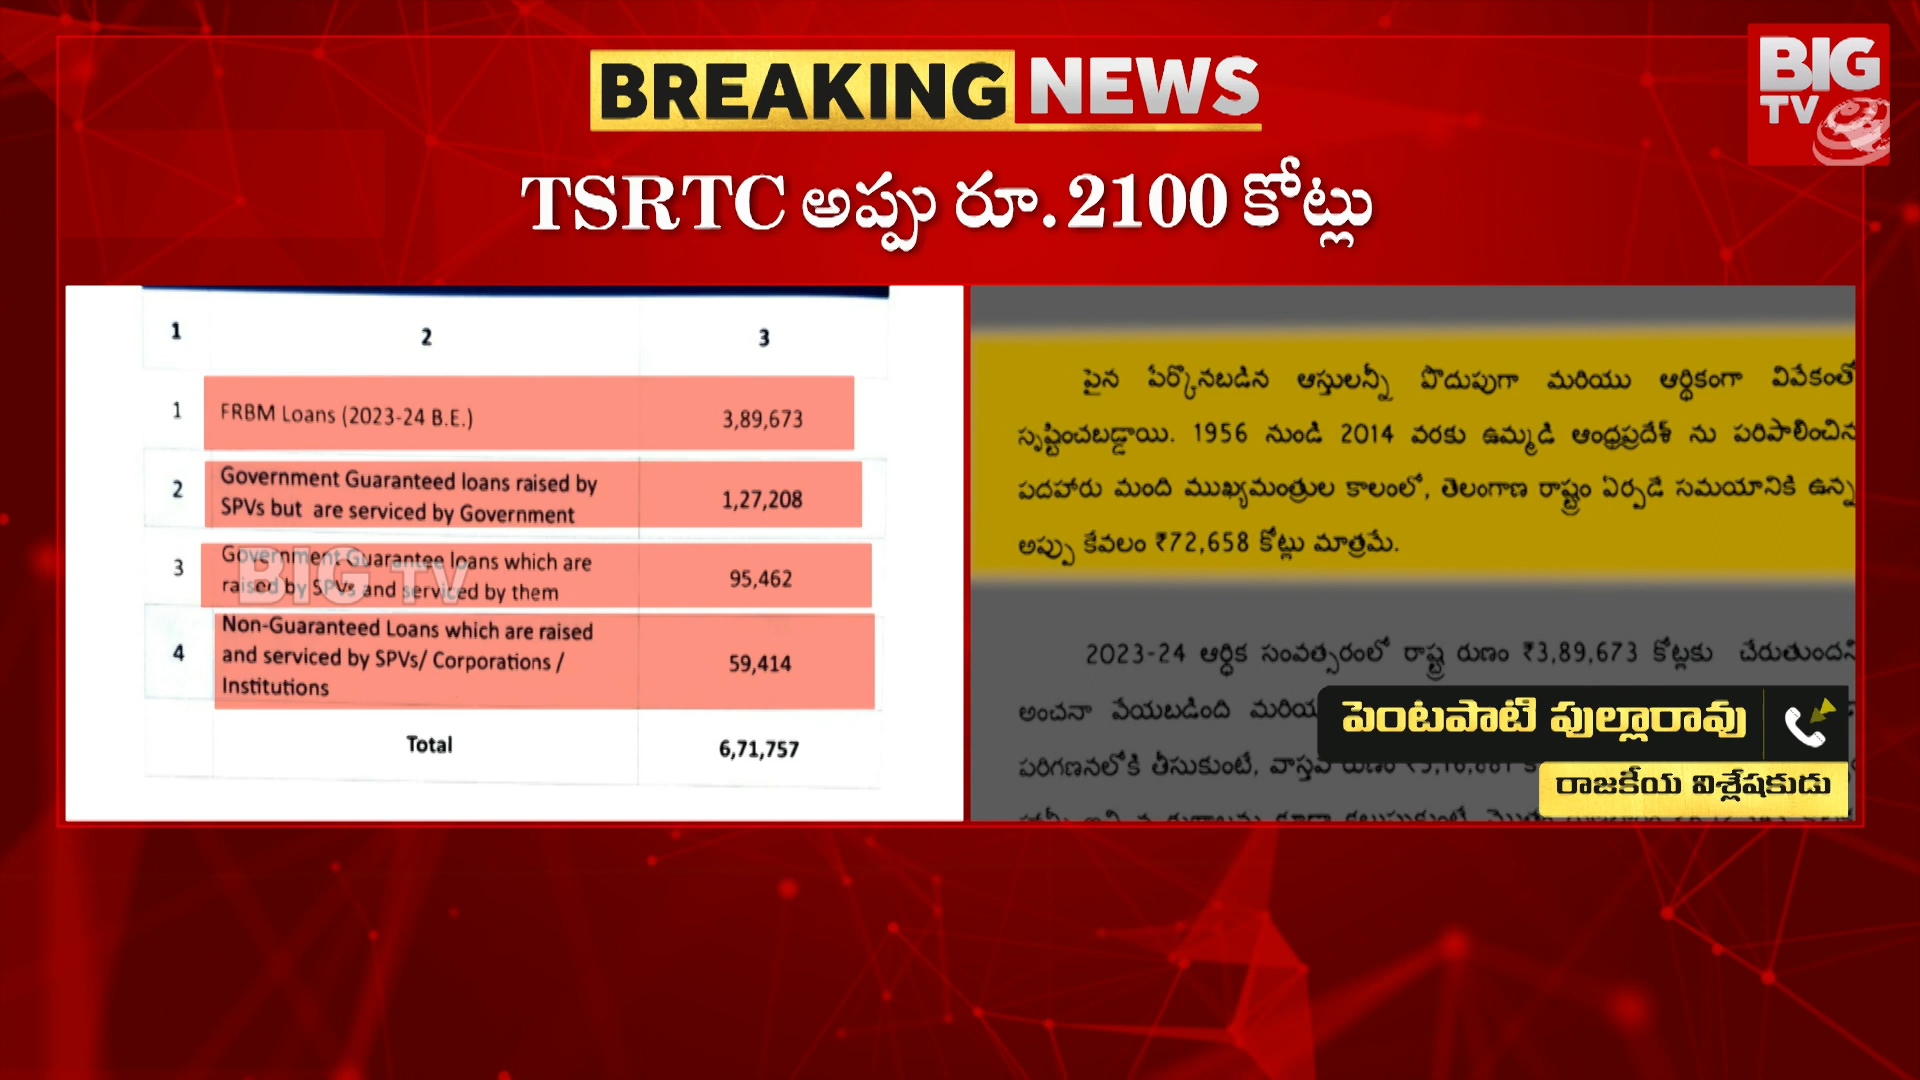 BREAKING NEWS
BIG
TV
TSRTC అప్పు రూ. 2100 కోట్లు
1 2 3
1 FRBM Loans (2023-24 B.E.) 3,89,673
2 Government Guaranteed loans raised by
SPVs but are serviced by Government 1,27,208
3 Government Guarantee loans which are
raised by SPVs and serviced by them 95,462
4 Non-Guaranteed Loans which are raised
and serviced by SPVs/ Corporations /
Institutions 59,414
Total 6,71,757
BIG TV
పైన పేర్కొనబడిన ఆస్తులన్నీ పొదుపుగా మరియు ఆర్థికంగా వివేకంతో
సృష్టించబడ్డాయి. 1956 నుండి 2014 వరకు ఉమ్మడి ఆంధ్రప్రదేశ్ ను పరిపాలించిన
పదహారు మంది ముఖ్యమంత్రుల కాలంలో, తెలంగాణ రాష్ట్రం ఏర్పడే సమయానికి ఉన్న
అప్పు కేవలం ₹72,658 కోట్లు మాత్రమే.
2023-24 ఆర్థిక సంవత్సరంలో రాష్ట్ర రుణం ₹3,89,673 కోట్లకు చేరుతుందని
అంచనా వేయబడింది మరియు
పరిగణనలోకి తీసుకుంటే, వాస్తవ రుణం
పెంటపాటి పుల్లారావు
రాజకీయ విశ్లేషకుడు